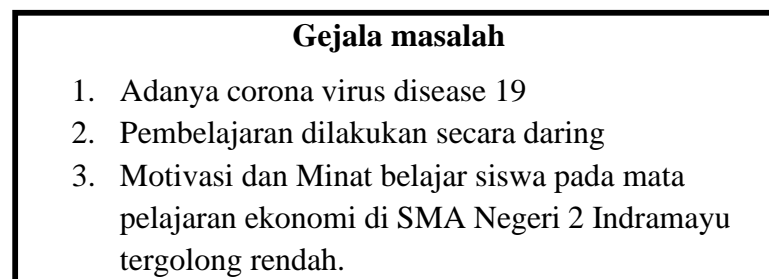 Gejala masalah
1. Adanya corona virus disease 19
2. Pembelajaran dilakukan secara daring
3. Motivasi dan Minat belajar siswa pada mata
pelajaran ekonomi di SMA Negeri 2 Indramayu
tergolong rendah.